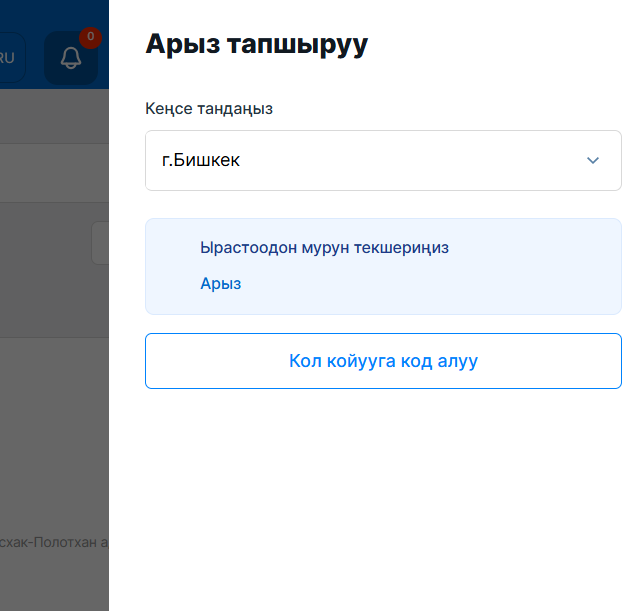 Арыз тапшыруу
RU
0
Кеңсе тандаңыз
г.Бишкек
Ырастоодон мурун текшериңиз
Арыз
Кол койууга код алуу
схак-Полотхан а